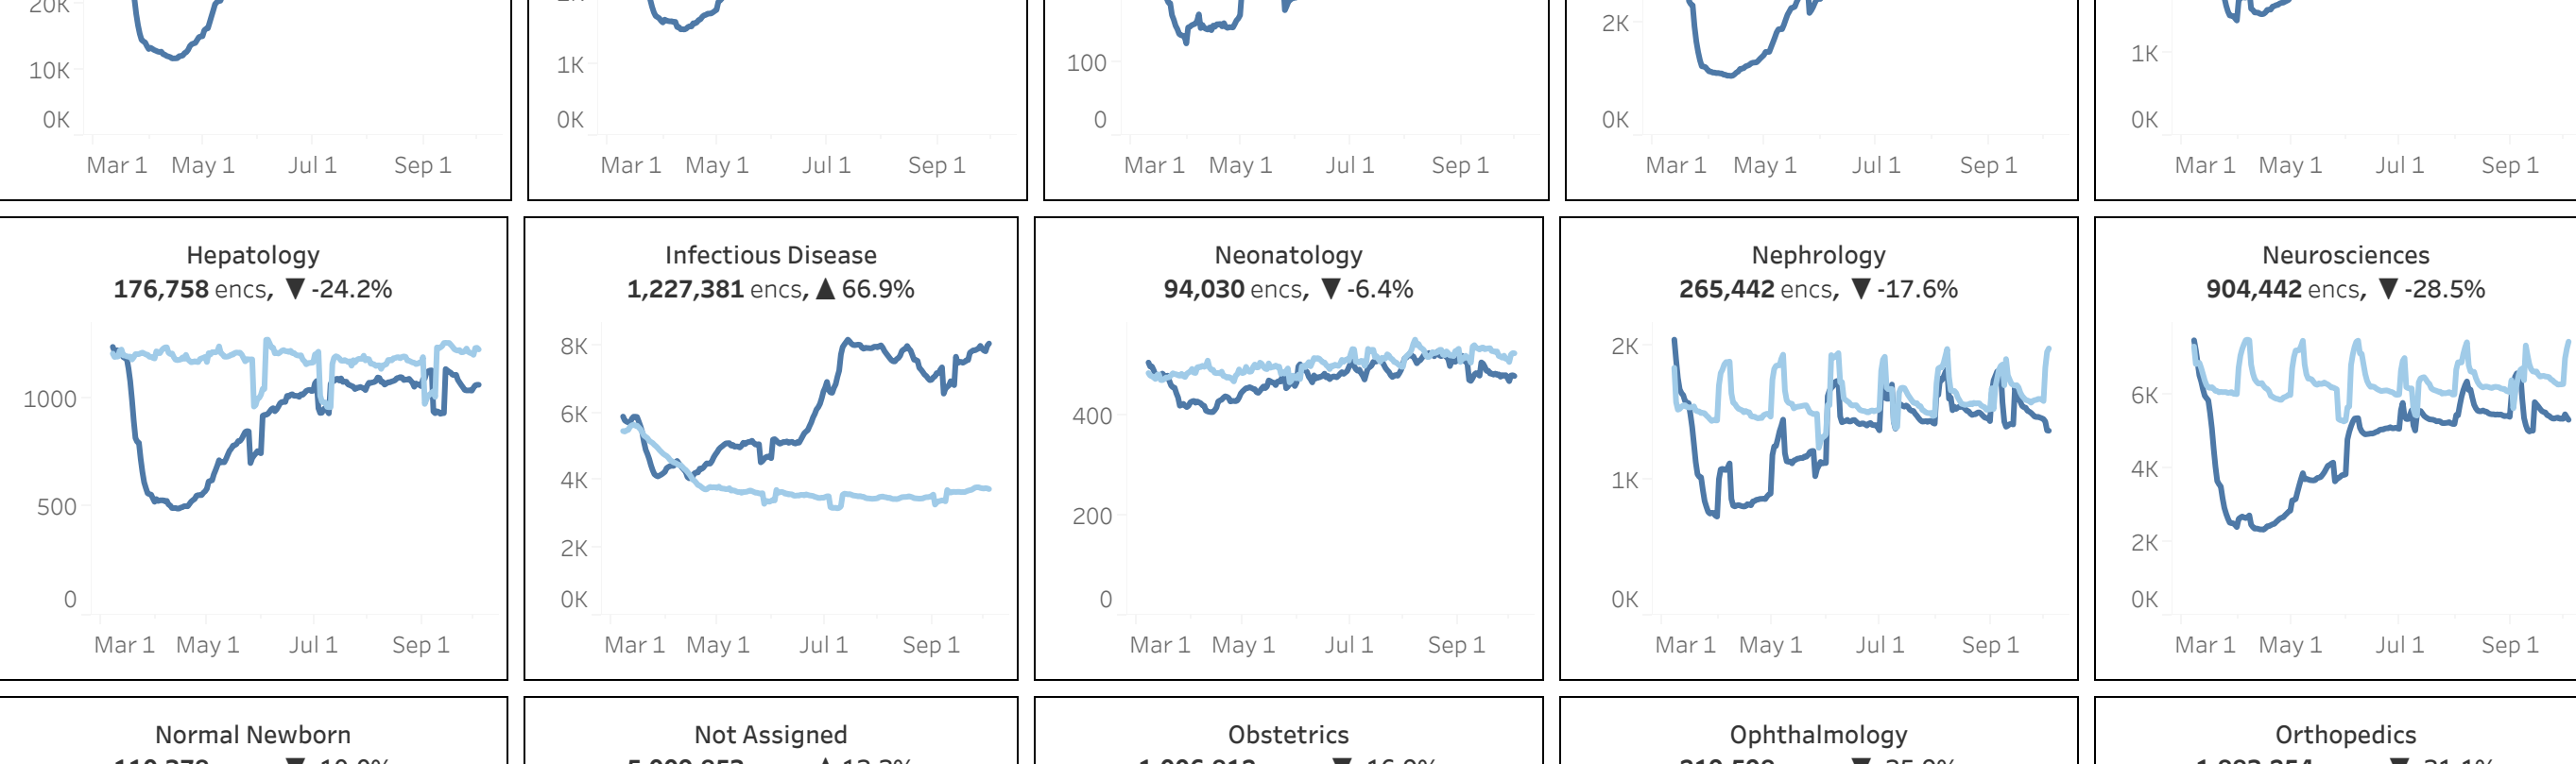 20K
10K
0K
Mar 1 May 1 Jul 1 Sep 1
1K
0K
Mar 1 May 1 Jul 1 Sep 1
100
0
Mar 1 May 1 Jul 1 Sep 1
2K
0K
Mar 1 May 1 Jul 1 Sep 1
1K
0K
Mar 1 May 1 Jul 1 Sep 1
Hepatology
176,758 encs, ▼ -24.2%
1000
500
0
Mar 1 May 1 Jul 1 Sep 1
Infectious Disease
1,227,381 encs, ▲ 66.9%
8K
6K
4K
2K
0K
Mar 1 May 1 Jul 1 Sep 1
Neonatology
94,030 encs, ▼ -6.4%
400
200
0
Mar 1 May 1 Jul 1 Sep 1
Nephrology
265,442 encs, ▼ -17.6%
2K
1K
0K
Mar 1 May 1 Jul 1 Sep 1
Neurosciences
904,442 encs, ▼ -28.5%
6K
4K
2K
0K
Mar 1 May 1 Jul 1 Sep 1
Normal Newborn
Not Assigned
Obstetrics
Ophthalmology
Orthopedics